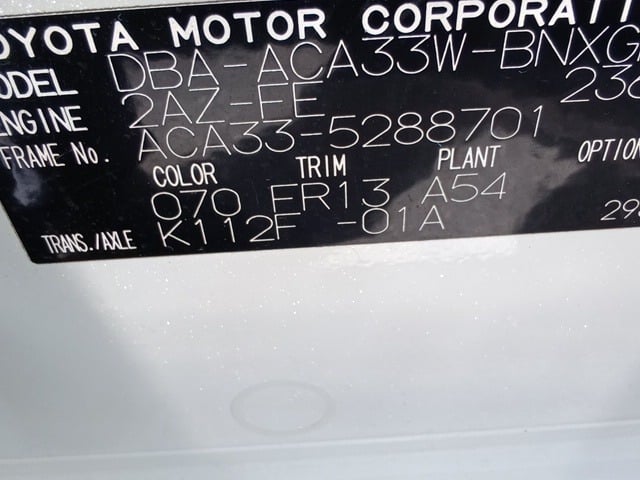 TOYOTA MOTOR CORPORATI
MODEL DBA-ACA33W-BNXG
ENGINE 2AZ-FE 236
FRAME No. ACA33-5288701
COLOR TRIM PLANT OPTION
070 FR13 A54
TRANS./AXLE K112F -01A 29